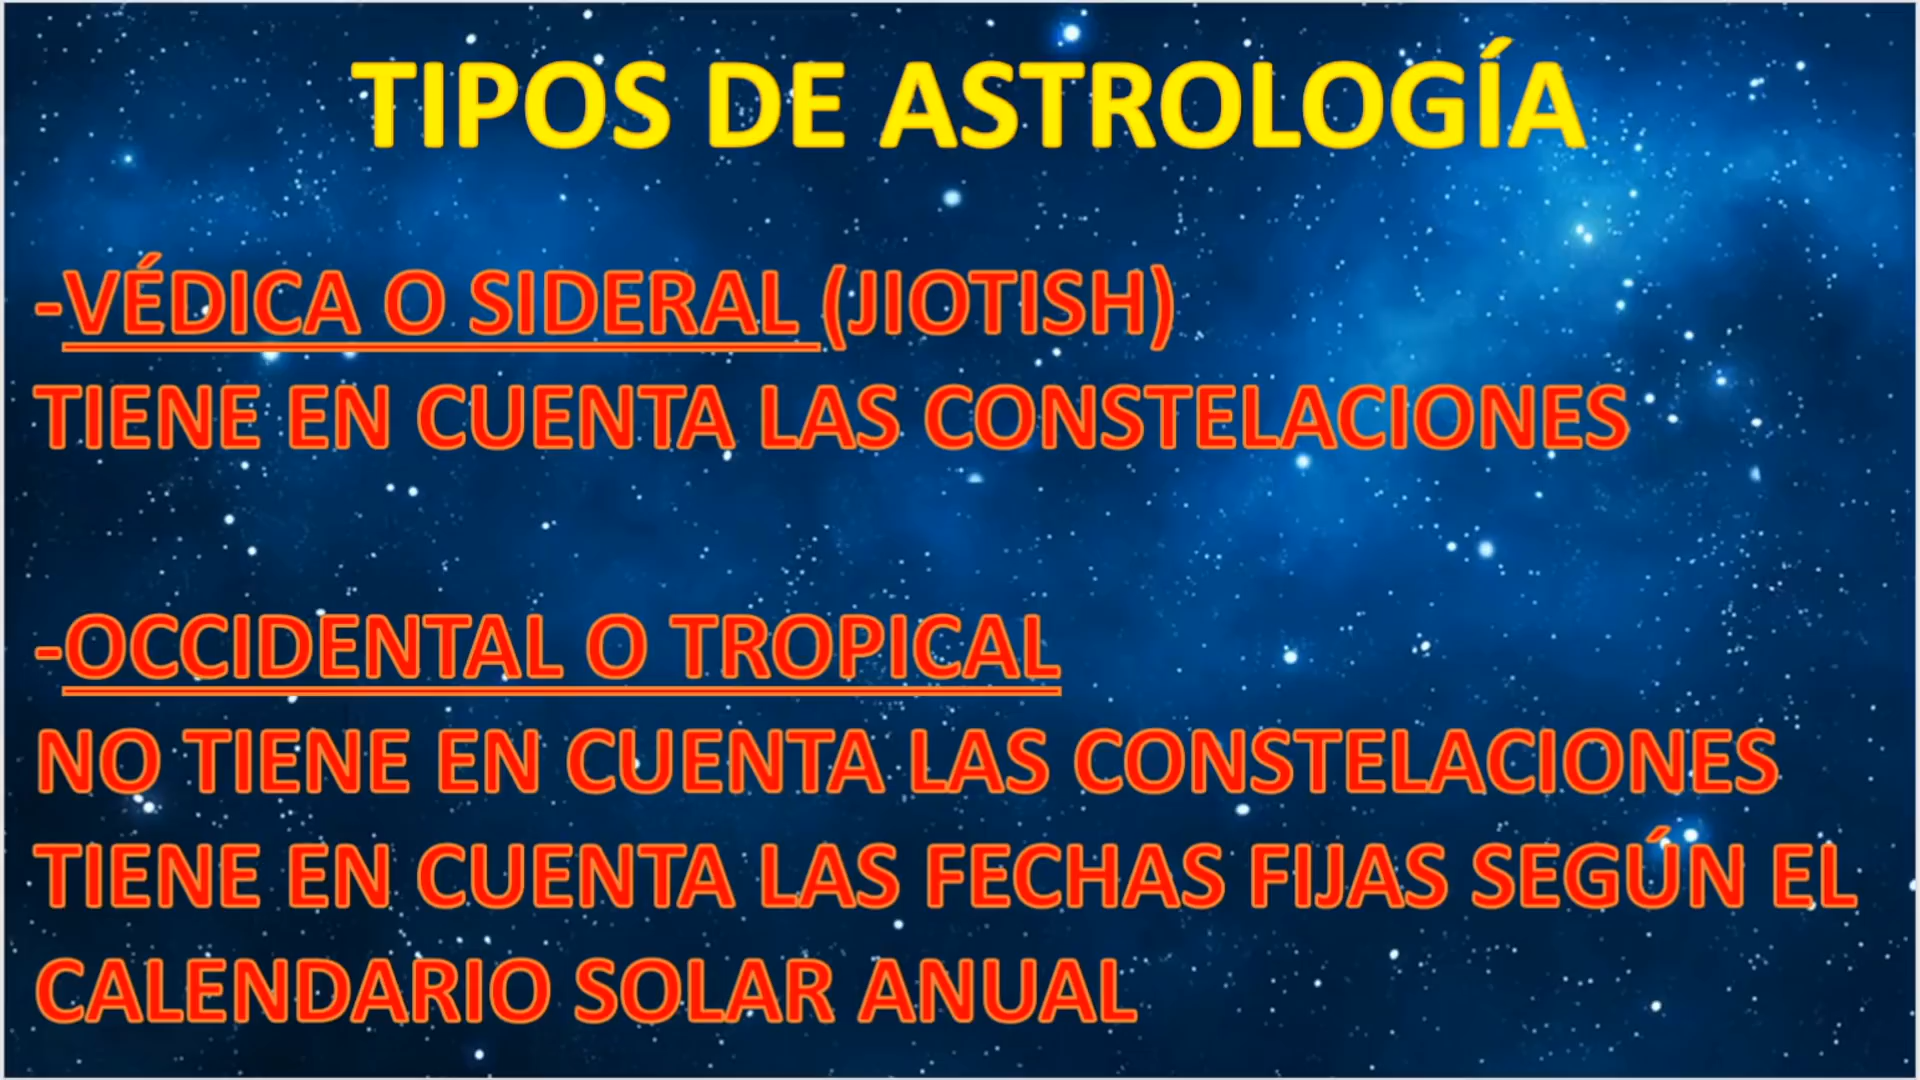 TIPOS DE ASTROLOGÍA
-VÉDICA O SIDERAL (JIOTISH)
TIENE EN CUENTA LAS CONSTELACIONES
-OCCIDENTAL O TROPICAL
NO TIENE EN CUENTA LAS CONSTELACIONES
TIENE EN CUENTA LAS FECHAS FIJAS SEGÚN EL
CALENDARIO SOLAR ANUAL